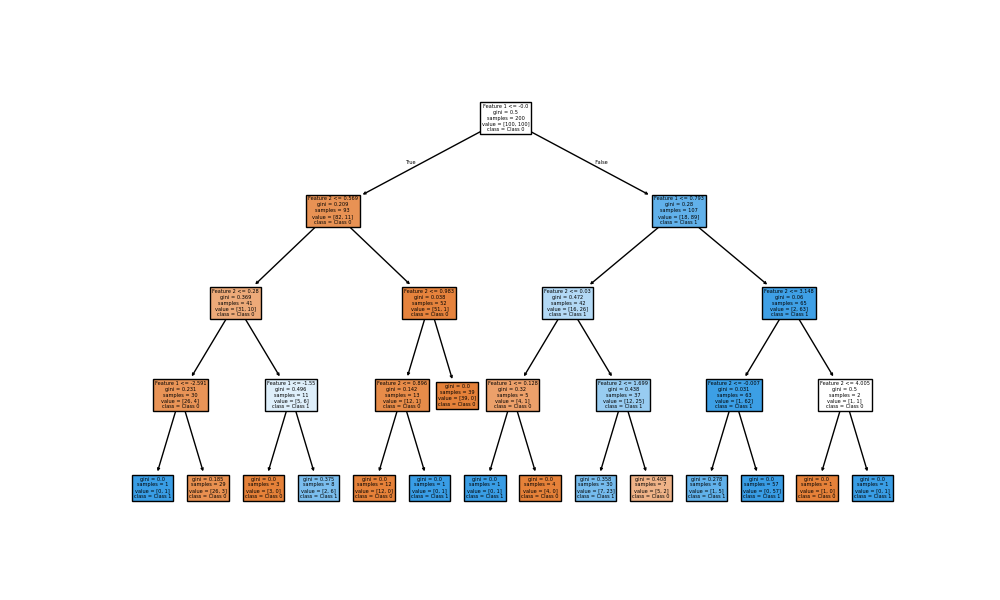 Feature 1 <= -0.0
gini = 0.5
samples = 200
value = [100, 100]
class = Class 0
True
False
Feature 2 <= 0.569
gini = 0.209
samples = 93
value = [82, 11]
class = Class 0
Feature 1 <= 0.793
gini = 0.28
samples = 107
value = [18, 89]
class = Class 1
Feature 2 <= 0.28
gini = 0.369
samples = 41
value = [31, 10]
class = Class 0
Feature 2 <= 0.983
gini = 0.038
samples = 52
value = [51, 1]
class = Class 0
Feature 2 <= 0.03
gini = 0.472
samples = 42
value = [16, 26]
class = Class 1
Feature 2 <= 3.148
gini = 0.06
samples = 65
value = [2, 63]
class = Class 1
Feature 1 <= -2.591
gini = 0.231
samples = 30
value = [26, 4]
class = Class 0
Feature 1 <= -1.55
gini = 0.496
samples = 11
value = [5, 6]
class = Class 1
Feature 2 <= 0.896
gini = 0.142
samples = 13
value = [12, 1]
class = Class 0
gini = 0.0
samples = 39
value = [39, 0]
class = Class 0
Feature 1 <= 0.128
gini = 0.32
samples = 5
value = [4, 1]
class = Class 0
Feature 2 <= 1.699
gini = 0.438
samples = 37
value = [12, 25]
class = Class 1
Feature 2 <= -0.007
gini = 0.031
samples = 63
value = [1, 62]
class = Class 1
Feature 2 <= 4.005
gini = 0.5
samples = 2
value = [1, 1]
class = Class 0
gini = 0.0
samples = 1
value = [0, 1]
class = Class 1
gini = 0.185
samples = 29
value = [26, 3]
class = Class 0
gini = 0.0
samples = 3
value = [3, 0]
class = Class 0
gini = 0.375
samples = 8
value = [2, 6]
class = Class 1
gini = 0.0
samples = 12
value = [12, 0]
class = Class 0
gini = 0.0
samples = 1
value = [0, 1]
class = Class 1
gini = 0.0
samples = 1
value = [0, 1]
class = Class 1
gini = 0.0
samples = 4
value = [4, 0]
class = Class 0
gini = 0.358
samples = 30
value = [7, 23]
class = Class 1
gini = 0.408
samples = 7
value = [5, 2]
class = Class 0
gini = 0.278
samples = 6
value = [1, 5]
class = Class 1
gini = 0.0
samples = 57
value = [0, 57]
class = Class 1
gini = 0.0
samples = 1
value = [1, 0]
class = Class 0
gini = 0.0
samples = 1
value = [0, 1]
class = Class 1